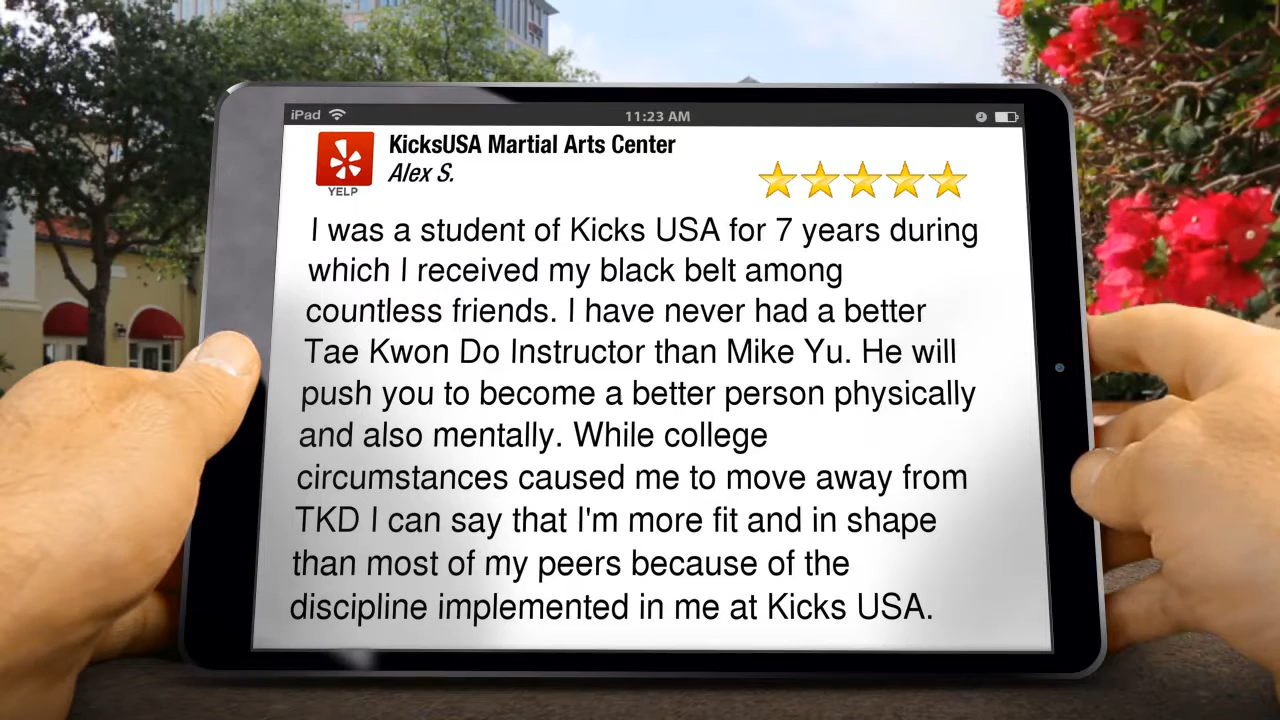 iPad 11:23 AM
KicksUSA Martial Arts Center
Alex S.
YELP
I was a student of Kicks USA for 7 years during
which I received my black belt among
countless friends. I have never had a better
Tae Kwon Do Instructor than Mike Yu. He will
push you to become a better person physically
and also mentally. While college
circumstances caused me to move away from
TKD I can say that I'm more fit and in shape
than most of my peers because of the
discipline implemented in me at Kicks USA.